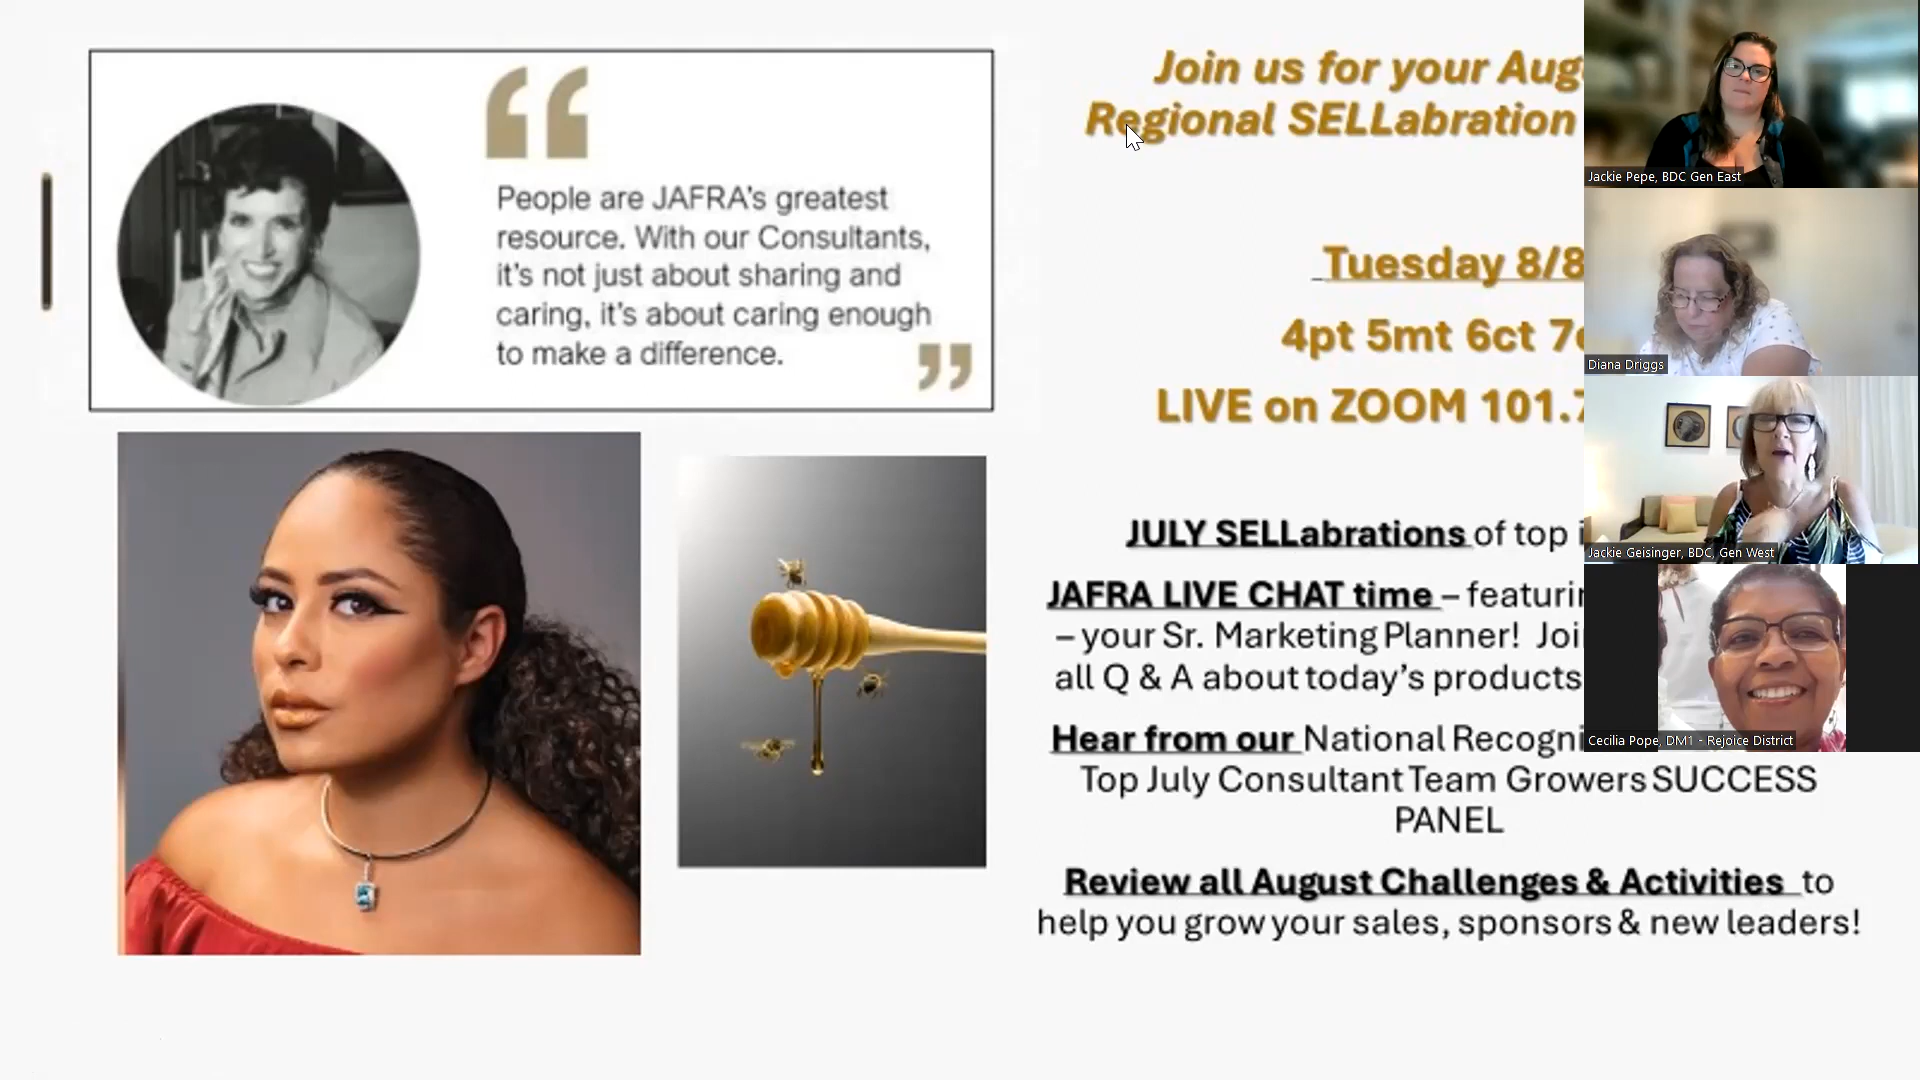 People are JAFRA's greatest
resource. With our Consultants,
it's not just about sharing and
caring, it's about caring enough
to make a difference.
Join us for your Aug
Regional SELLabration
Tuesday 8/8
4pt 5mt 6ct 7
LIVE on ZOOM 101.7
JULY SELLabrations of top
JAFRA LIVE CHAT time – featurin
– your Sr. Marketing Planner! Joi
all Q & A about today's products
Hear from our National Recogni
Top July Consultant Team Growers SUCCESS
PANEL
Review all August Challenges & Activities to
help you grow your sales, sponsors & new leaders!
Jackie Pepe, BDC Gen East
Diana Driggs
Jackie Geisinger, BDC, Gen West
Cecilia Pope, DM1 - Rejoice District